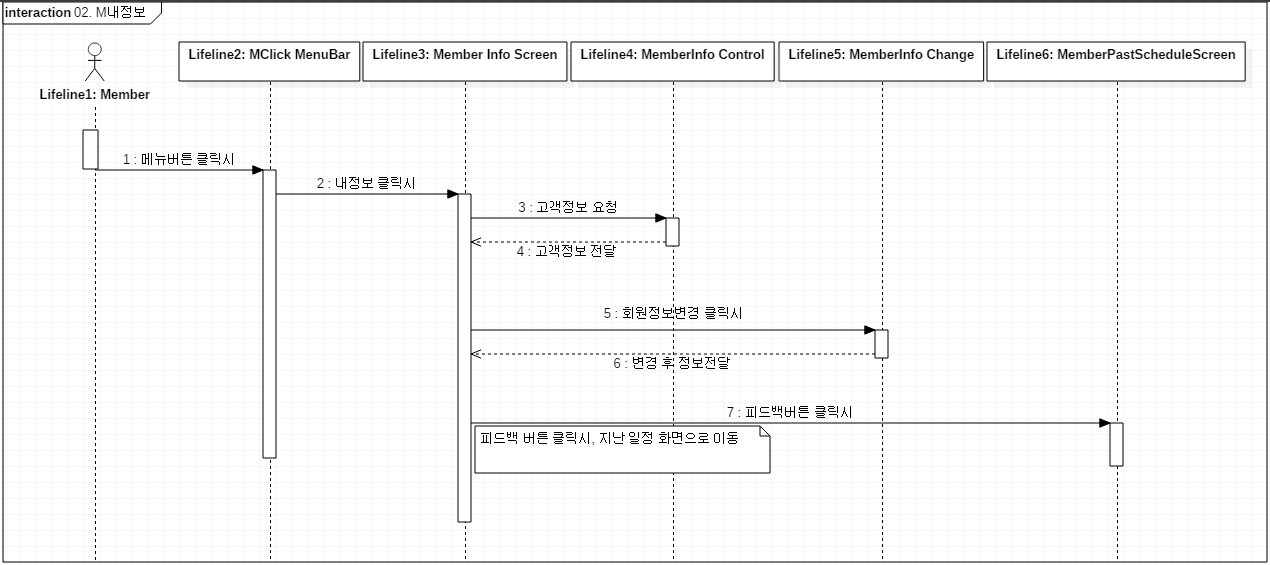 interaction 02. M내정보
Lifeline1: Member
Lifeline2: MClick MenuBar
Lifeline3: Member Info Screen
Lifeline4: MemberInfo Control
Lifeline5: MemberInfo Change
Lifeline6: MemberPastScheduleScreen
1 : 메뉴버튼 클릭시
2 : 내정보 클릭시
3 : 고객정보 요청
4 : 고객정보 전달
5 : 회원정보변경 클릭시
6 : 변경 후 정보전달
7 : 피드백버튼 클릭시
피드백 버튼 클릭시, 지난 일정 화면으로 이동